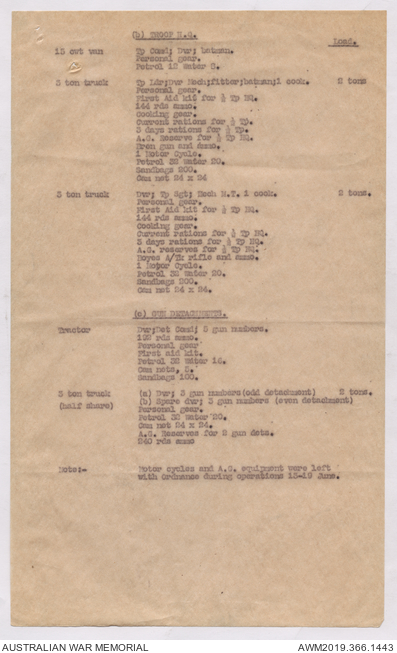 (b) TROOP H.Q.
Load.
15 cwt van Tp Comd; Dvr; batman.
Personal gear.
Petrol 12 Water 8.
3 ton truck Tp Ldr; Dvr Mech; fitter; batman; 1 cook. 2 tons
Personal gear.
First Aid kit for ½ Tp HQ.
144 rds ammo.
Cooking gear.
Current rations for ½ Tp.
3 days rations for ½ Tp.
A.G. Reserve for ½ Tp HQ.
Bren gun and ammo.
1 Motor Cycle.
Petrol 32 Water 20.
Sandbags 200.
Cam net 24 x 24
3 ton truck Dvr; Tp Sgt; Mech M.T. 1 cook. 2 tons.
Personal gear.
First Aid kit for ½ Tp HQ.
144 rds ammo.
Cooking gear.
Current rations for ½ Tp HQ.
3 days rations for ½ Tp HQ.
A.G. reserves for ½ Tp HQ.
Boyes A/Tk rifle and ammo.
1 Motor Cycle.
Petrol 32 Water 20.
Sandbags 200.
Cam net 24 x 24.
(c) GUN DETACHMENTS.
Tractor Dvr; Det Comd; 5 gun numbers.
192 rds ammo.
Personal gear
First Aid kit.
Petrol 32 Water 16.
Cam nets,
Sandbags 100.
3 ton truck (a) Dvr; 3 gun numbers (odd detachment) 2 tons.
(half share) (b) Spare dvr; 3 gun numbers (even detachment)
Personal gear.
Petrol 32 Water 20.
Cam net 24 x 24.
A.G. Reserves for 2 gun dets.
240 rds ammo
Note:- Motor cycles and A.G. equipment were left
with Ordnance during operations 13-19 June.
AUSTRALIAN WAR MEMORIAL AWM2019.366.1443